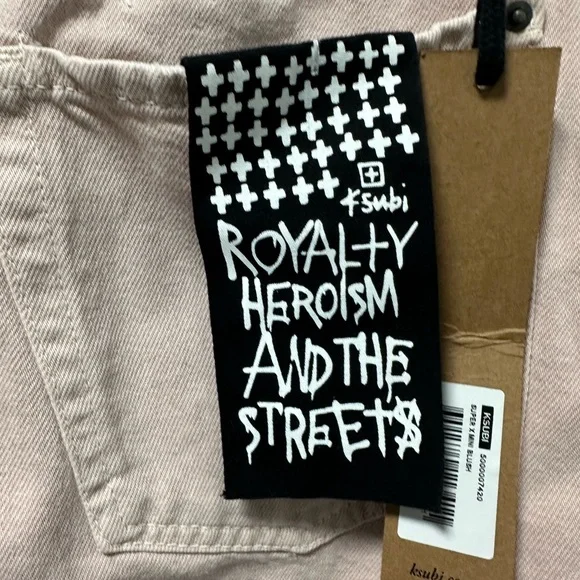 ksubi
ROYALTY
HEROISM
AND THE
STREET$
KSUBI
5000007420
SUPER X MINI BLUSH